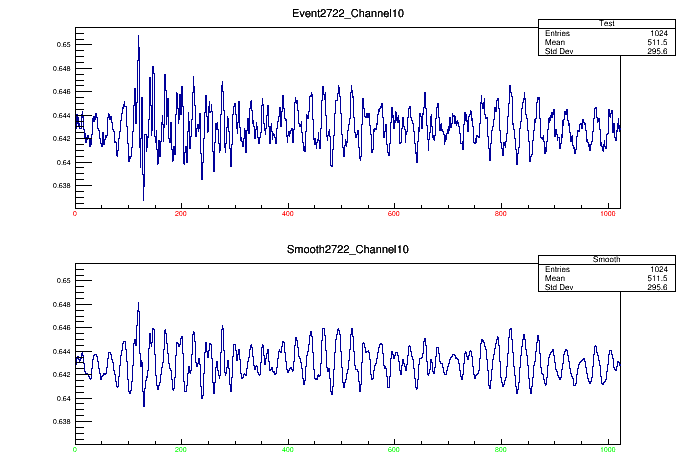 Event2722_Channel10
Test
Entries 1024
Mean 511.5
Std Dev 295.6
0.65
0.648
0.646
0.644
0.642
0.64
0.638
0 200 400 600 800 1000
Smooth2722_Channel10
Smooth
Entries 1024
Mean 511.5
Std Dev 295.6
0.65
0.648
0.646
0.644
0.642
0.64
0.638
0 200 400 600 800 1000